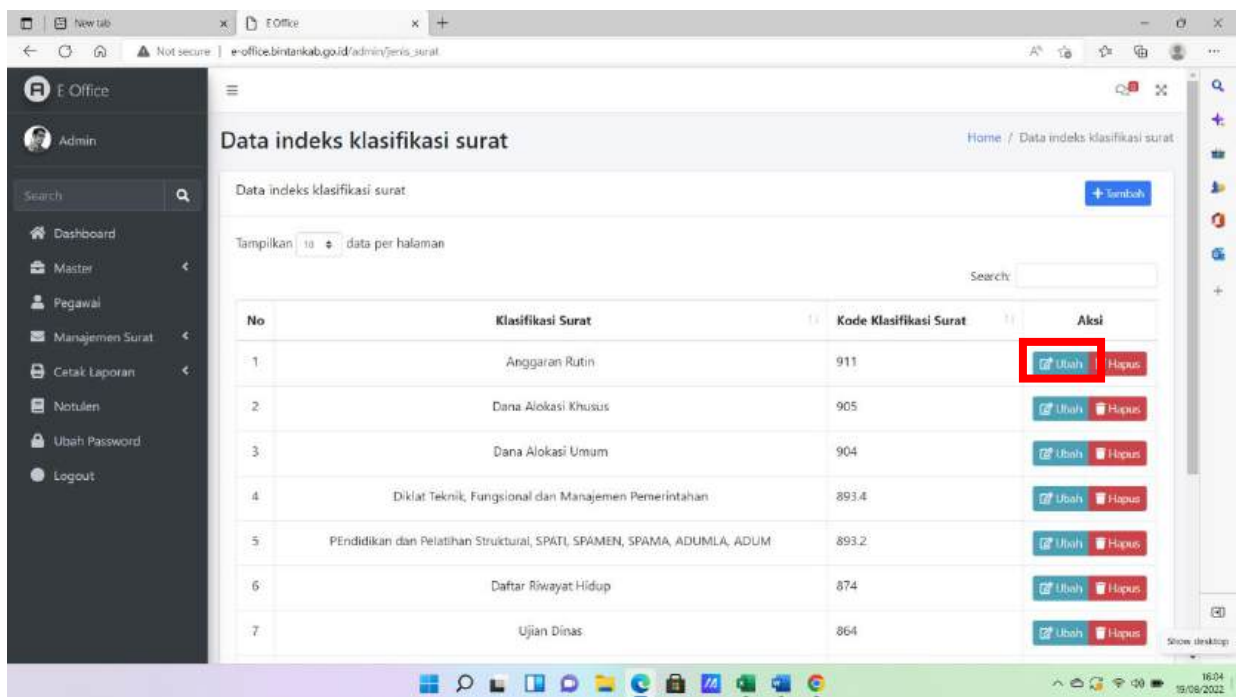 New tab
E Office
Not secure | e-office.bintankab.go.id/admin/jenis_surat
E Office
Admin
Search
Dashboard
Master
Pegawai
Manajemen Surat
Cetak Laporan
Notulen
Ubah Password
Logout
Data indeks klasifikasi surat
Home / Data indeks klasifikasi surat
Data indeks klasifikasi surat
+ Tambah
Tampilkan 10 data per halaman
Search:
No Klasifikasi Surat Kode Klasifikasi Surat Aksi
1 Anggaran Rutin 911 Ubah Hapus
2 Dana Alokasi Khusus 905 Ubah Hapus
3 Dana Alokasi Umum 904 Ubah Hapus
4 Diklat Teknik, Fungsional dan Manajemen Pemerintahan 893.4 Ubah Hapus
5 PEndidikan dan Pelatihan Struktural, SPATI, SPAMEN, SPAMA, ADUMLA, ADUM 893.2 Ubah Hapus
6 Daftar Riwayat Hidup 874 Ubah Hapus
7 Ujian Dinas 864 Ubah Hapus
Show desktop
16:04
19/08/2022